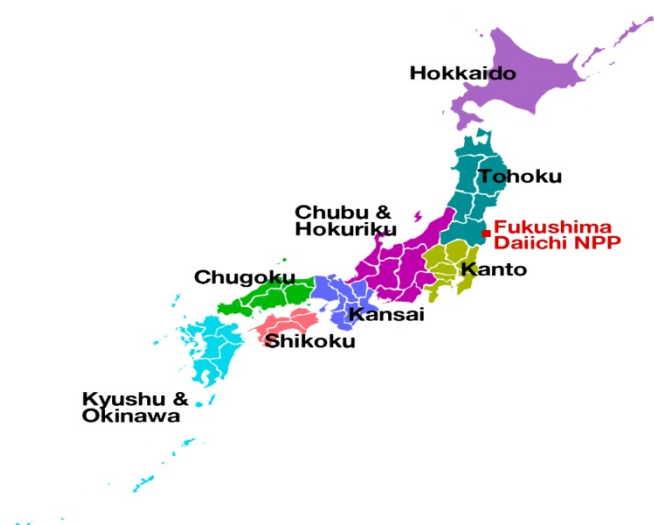 Hokkaido
Tohoku
Chubu &
Hokuriku
Fukushima
Daiichi NPP
Kanto
Chugoku
Kansai
Shikoku
Kyushu &
Okinawa